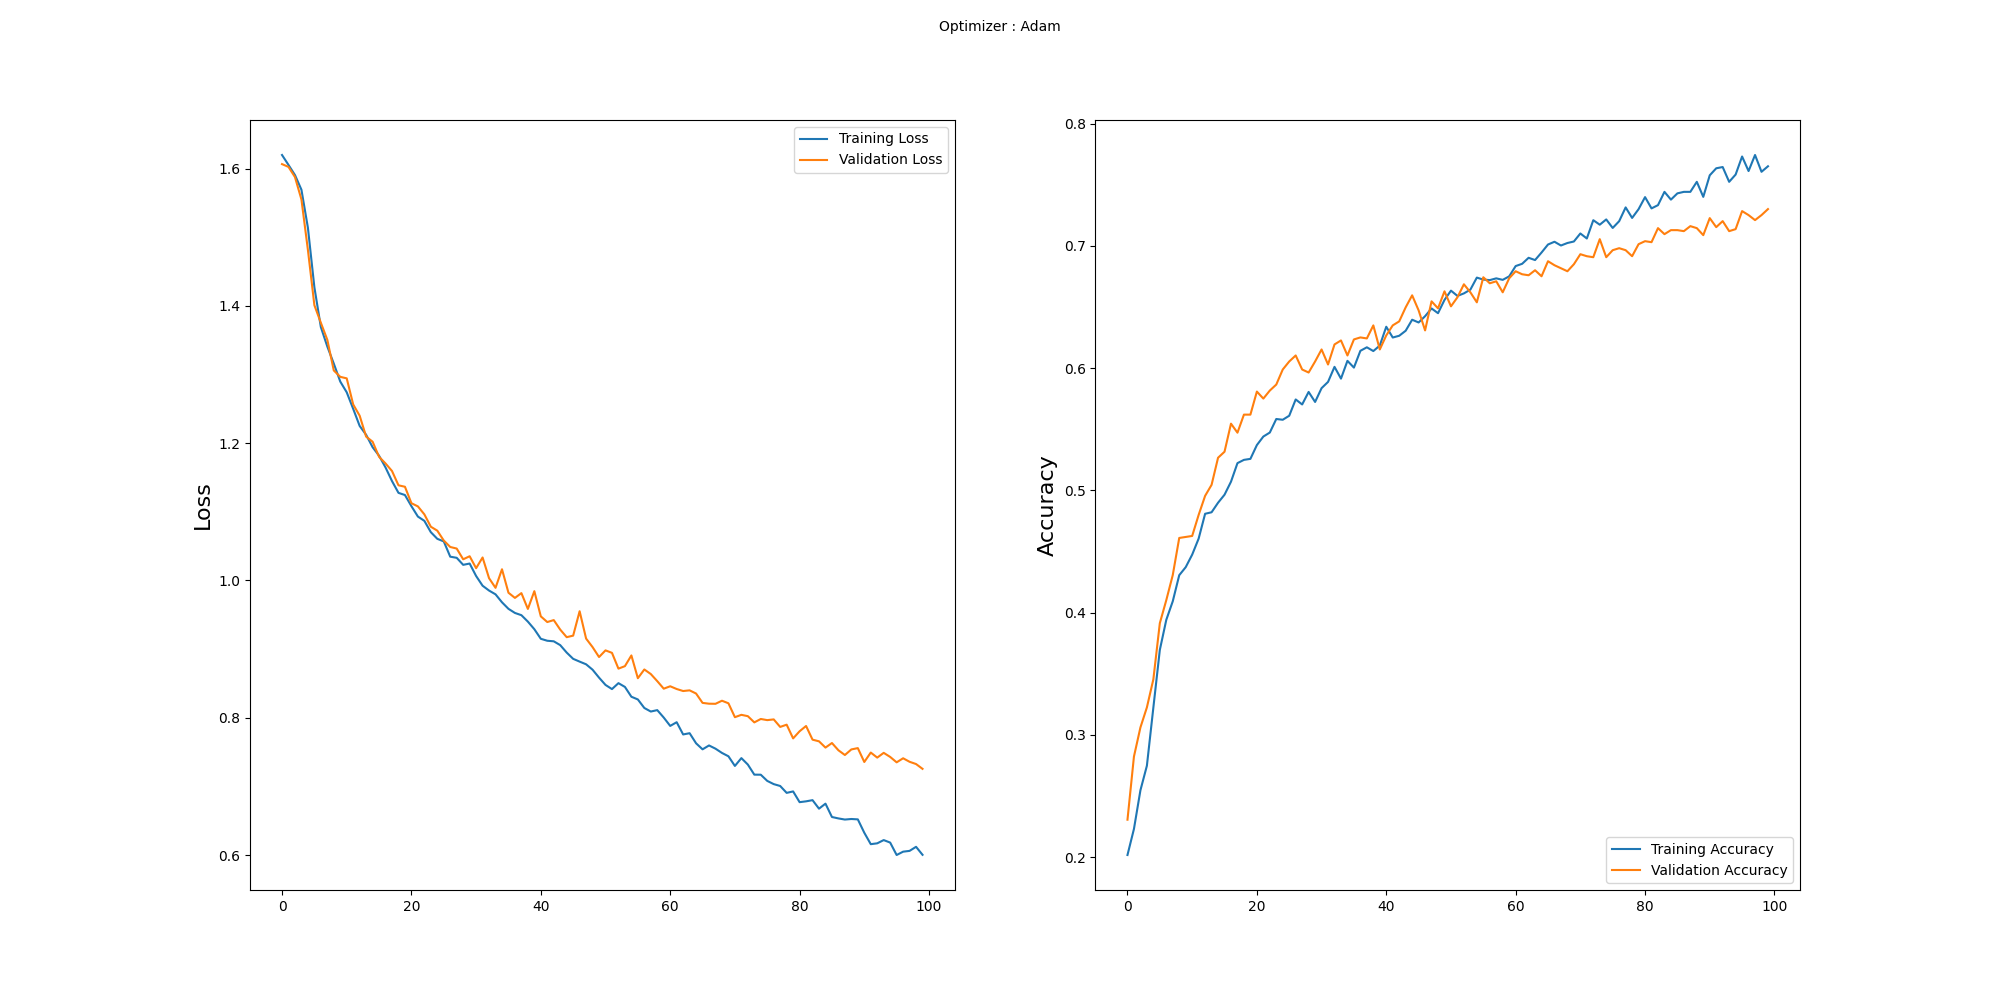 Optimizer : Adam
Training Loss
Validation Loss
Loss
1.6
1.4
1.2
1.0
0.8
0.6
0 20 40 60 80 100
Accuracy
0.8
0.7
0.6
0.5
0.4
0.3
0.2
Training Accuracy
Validation Accuracy
0 20 40 60 80 100